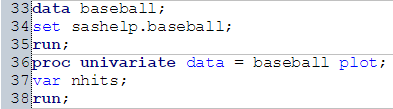 33 data baseball;
34 set sashelp.baseball;
35 run;
36 proc univariate data = baseball plot;
37 var nhits;
38 run;